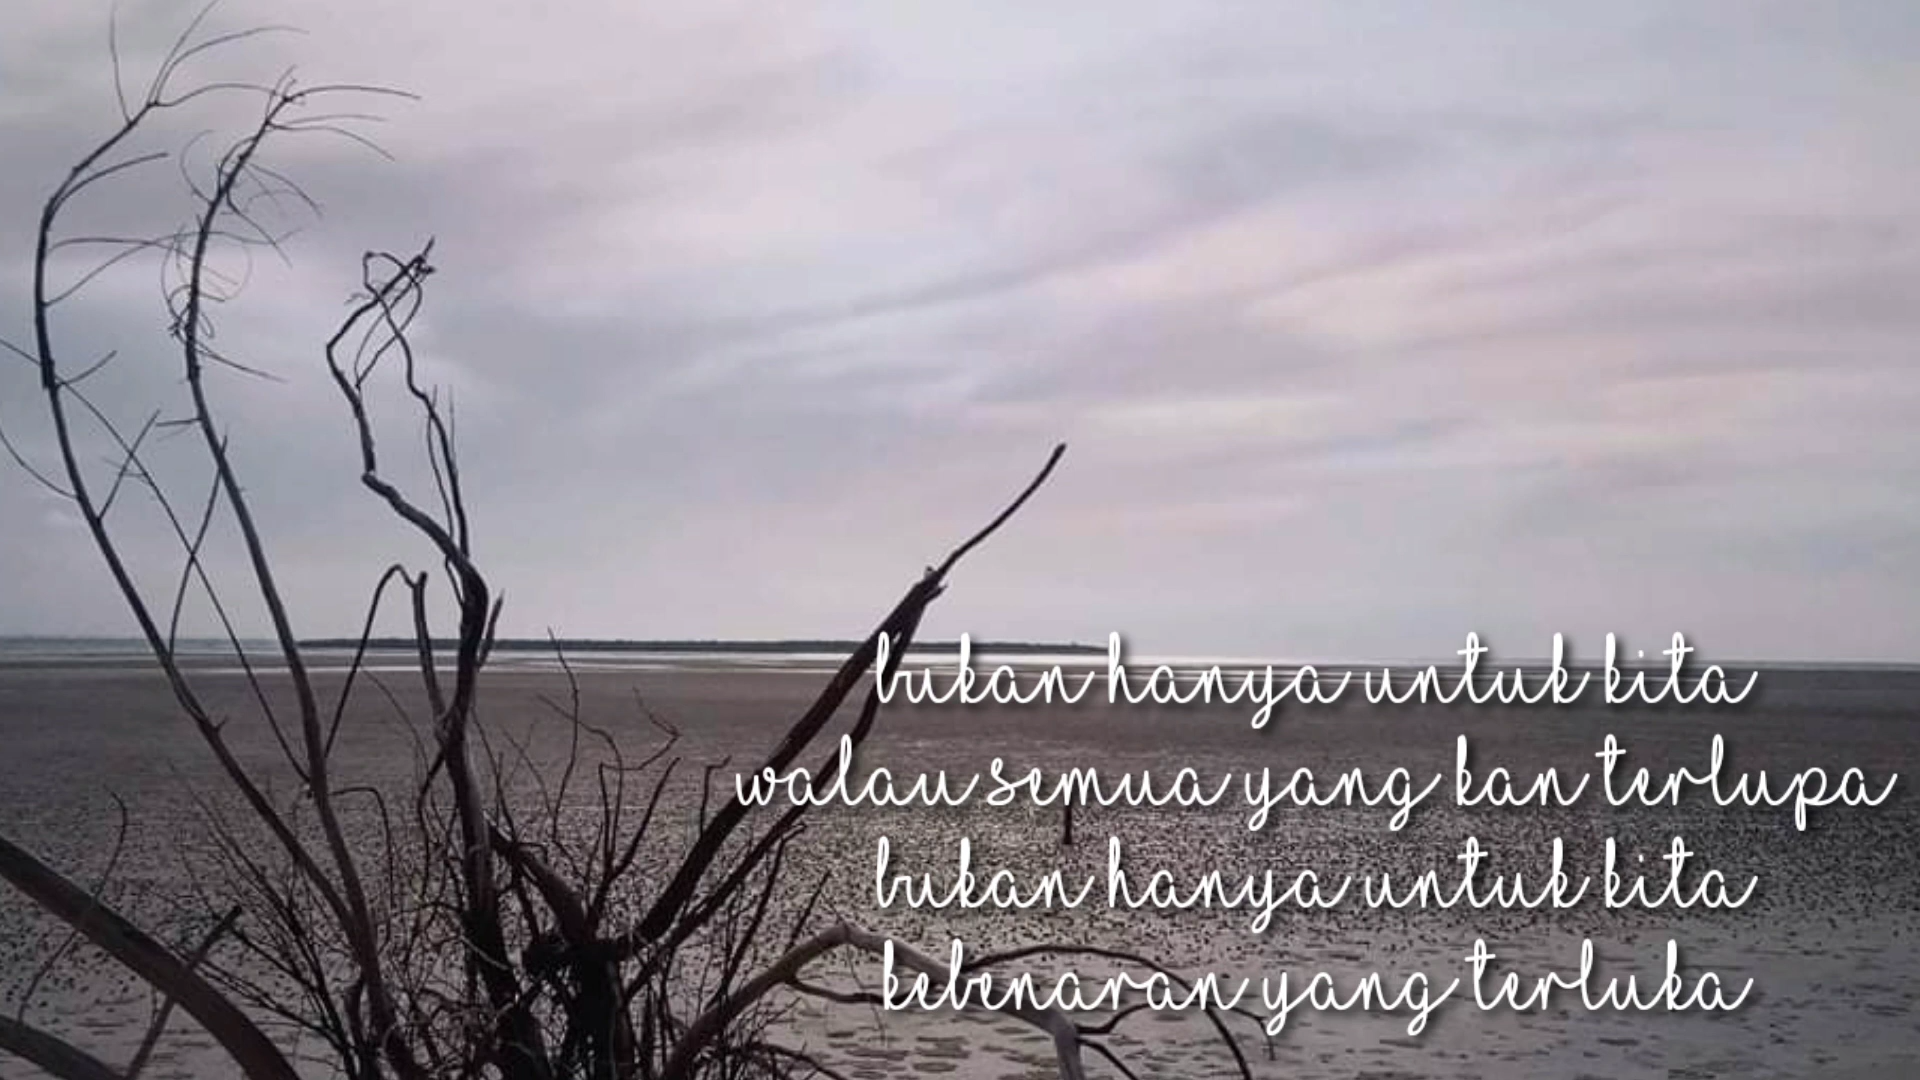 bukan hanya untuk kita
walau semua yang kan terlupa
bukan hanya untuk kita
kebenaran yang terluka